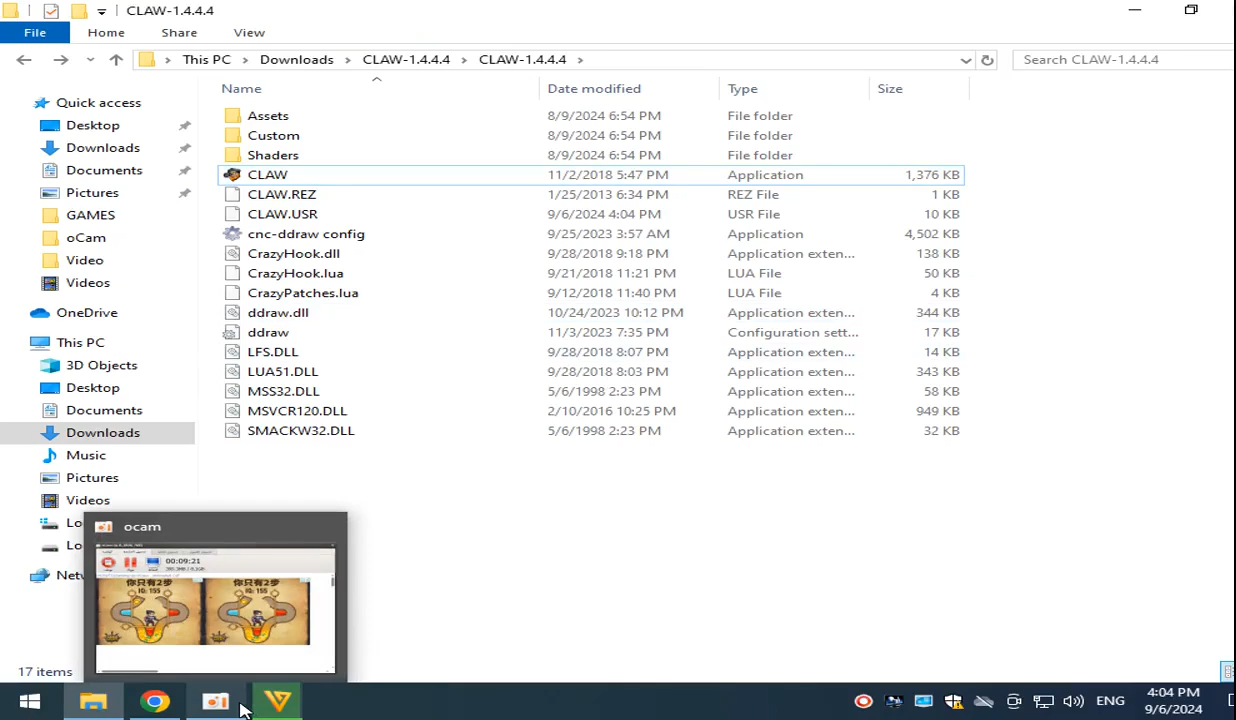 CLAW-1.4.4.4
File Home Share View
This PC Downloads CLAW-1.4.4.4 CLAW-1.4.4.4 Search CLAW-1.4.4.4
Name Date modified Type Size
Quick access
Desktop
Downloads
Documents
Pictures
GAMES
oCam
Video
Videos
OneDrive
This PC
3D Objects
Desktop
Documents
Downloads
Music
Pictures
Videos
Lo
Lo
Netw
Assets 8/9/2024 6:54 PM File folder
Custom 8/9/2024 6:54 PM File folder
Shaders 8/9/2024 6:54 PM File folder
CLAW 11/2/2018 5:47 PM Application 1,376 KB
CLAW.REZ 1/25/2013 6:34 PM REZ File 1 KB
CLAW.USR 9/6/2024 4:04 PM USR File 10 KB
cnc-ddraw config 9/25/2023 3:57 AM Application 4,502 KB
CrazyHook.dll 9/28/2018 9:18 PM Application exten... 138 KB
CrazyHook.lua 9/21/2018 11:21 PM LUA File 50 KB
CrazyPatches.lua 9/12/2018 11:40 PM LUA File 4 KB
ddraw.dll 10/24/2023 10:12 PM Application exten... 344 KB
ddraw 11/3/2023 7:35 PM Configuration sett... 17 KB
LFS.DLL 9/28/2018 8:07 PM Application exten... 14 KB
LUA51.DLL 9/28/2018 8:03 PM Application exten... 343 KB
MSS32.DLL 5/6/1998 2:23 PM Application exten... 58 KB
MSVCR120.DLL 2/10/2016 10:25 PM Application exten... 949 KB
SMACKW32.DLL 5/6/1998 2:23 PM Application exten... 32 KB
ocam
00:09:21
你只有2步 你只有2步
ID: 155 ID: 155
17 items
ENG 4:04 PM
9/6/2024